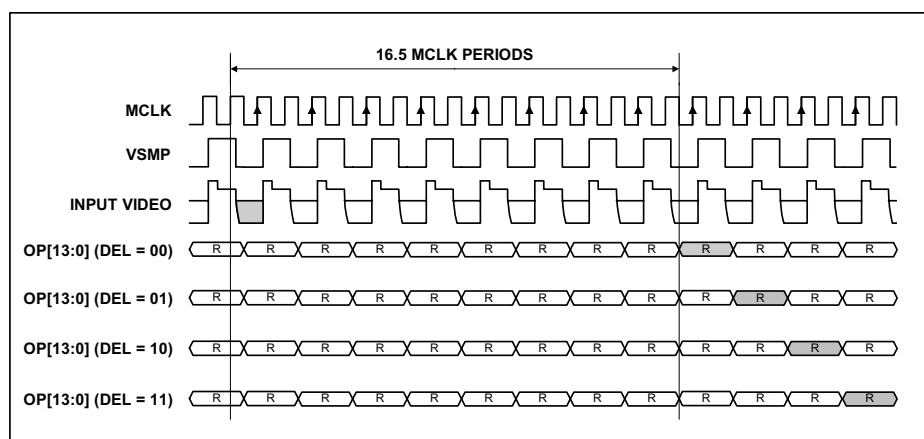 16.5 MCLK PERIODS
MCLK
VSMP
INPUT VIDEO
OP[13:0] (DEL = 00) R R R R R R R R R R R R R
OP[13:0] (DEL = 01) R R R R R R R R R R R R R
OP[13:0] (DEL = 10) R R R R R R R R R R R R R
OP[13:0] (DEL = 11) R R R R R R R R R R R R R